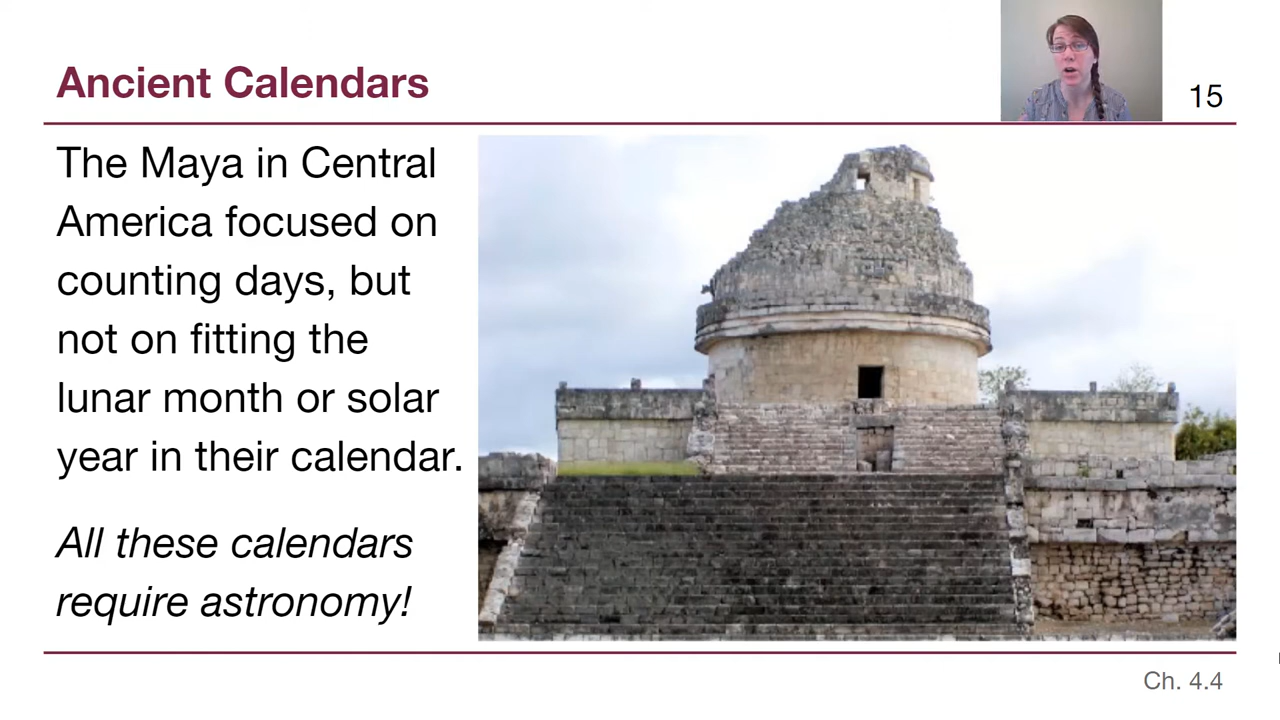 Ancient Calendars
15
The Maya in Central
America focused on
counting days, but
not on fitting the
lunar month or solar
year in their calendar.
All these calendars
require astronomy!
Ch. 4.4